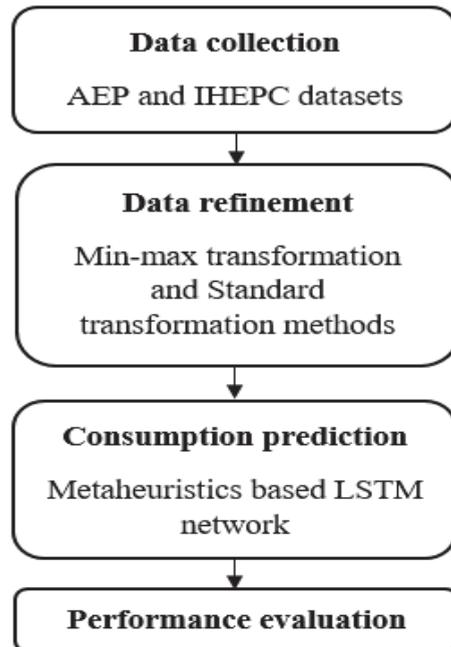 Data collection
AEP and IHEPC datasets
Data refinement
Min-max transformation
and Standard
transformation methods
Consumption prediction
Metaheuristics based LSTM
network
Performance evaluation